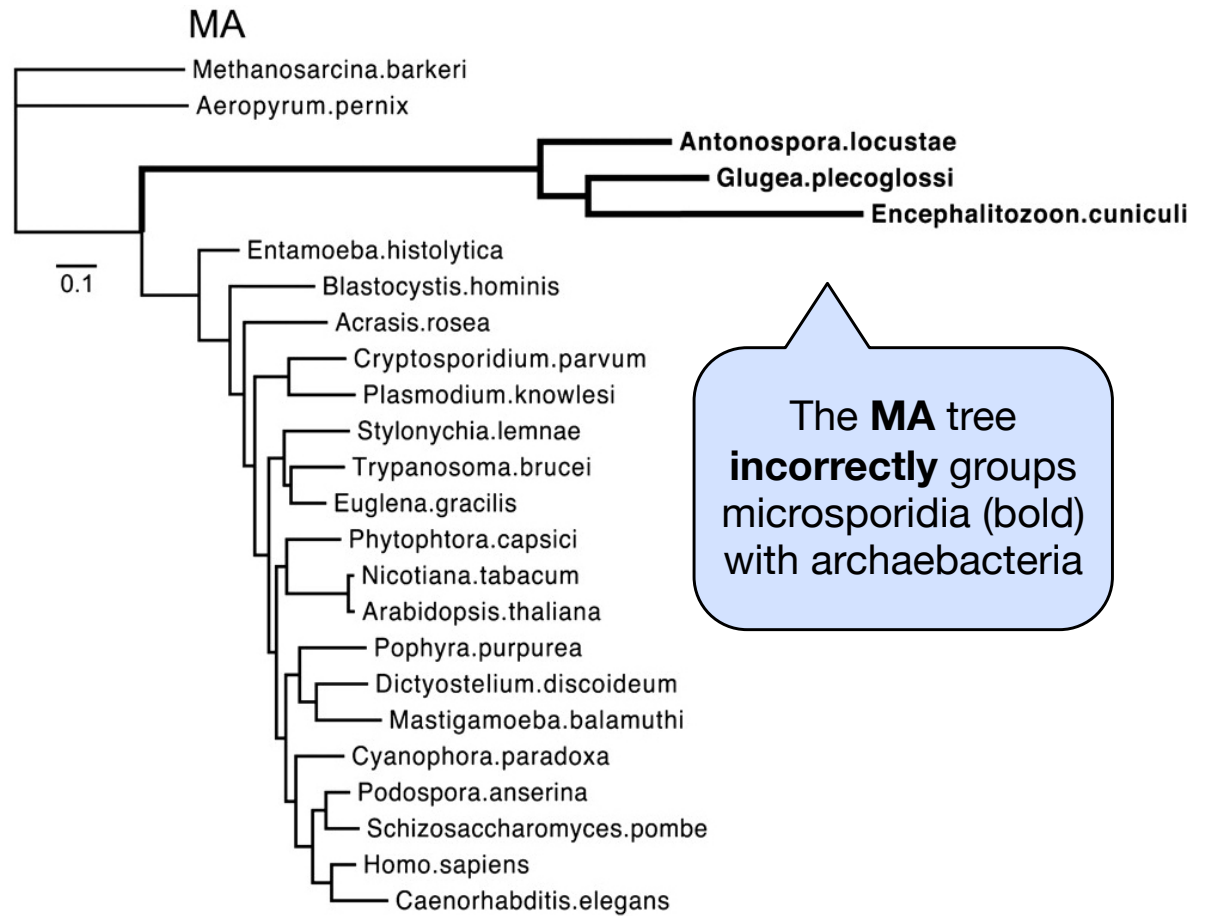 MA
Methanosarcina.barkeri
Aeropyrum.pernix
Antonospora.locustae
Glugea.plecoglossi
Encephalitozoon.cuniculi
Entamoeba.histolytica
0.1
Blastocystis.hominis
Acrasis.rosea
Cryptosporidium.parvum
Plasmodium.knowlesi
Stylonychia.lemnae
Trypanosoma.brucei
Euglena.gracilis
Phytophtora.capsici
Nicotiana.tabacum
Arabidopsis.thaliana
Pophyra.purpurea
Dictyostelium.discoideum
Mastigamoeba.balamuthi
Cyanophora.paradoxa
Podospora.anserina
Schizosaccharomyces.pombe
Homo.sapiens
Caenorhabditis.elegans
The MA tree
incorrectly groups
microsporidia (bold)
with archaebacteria